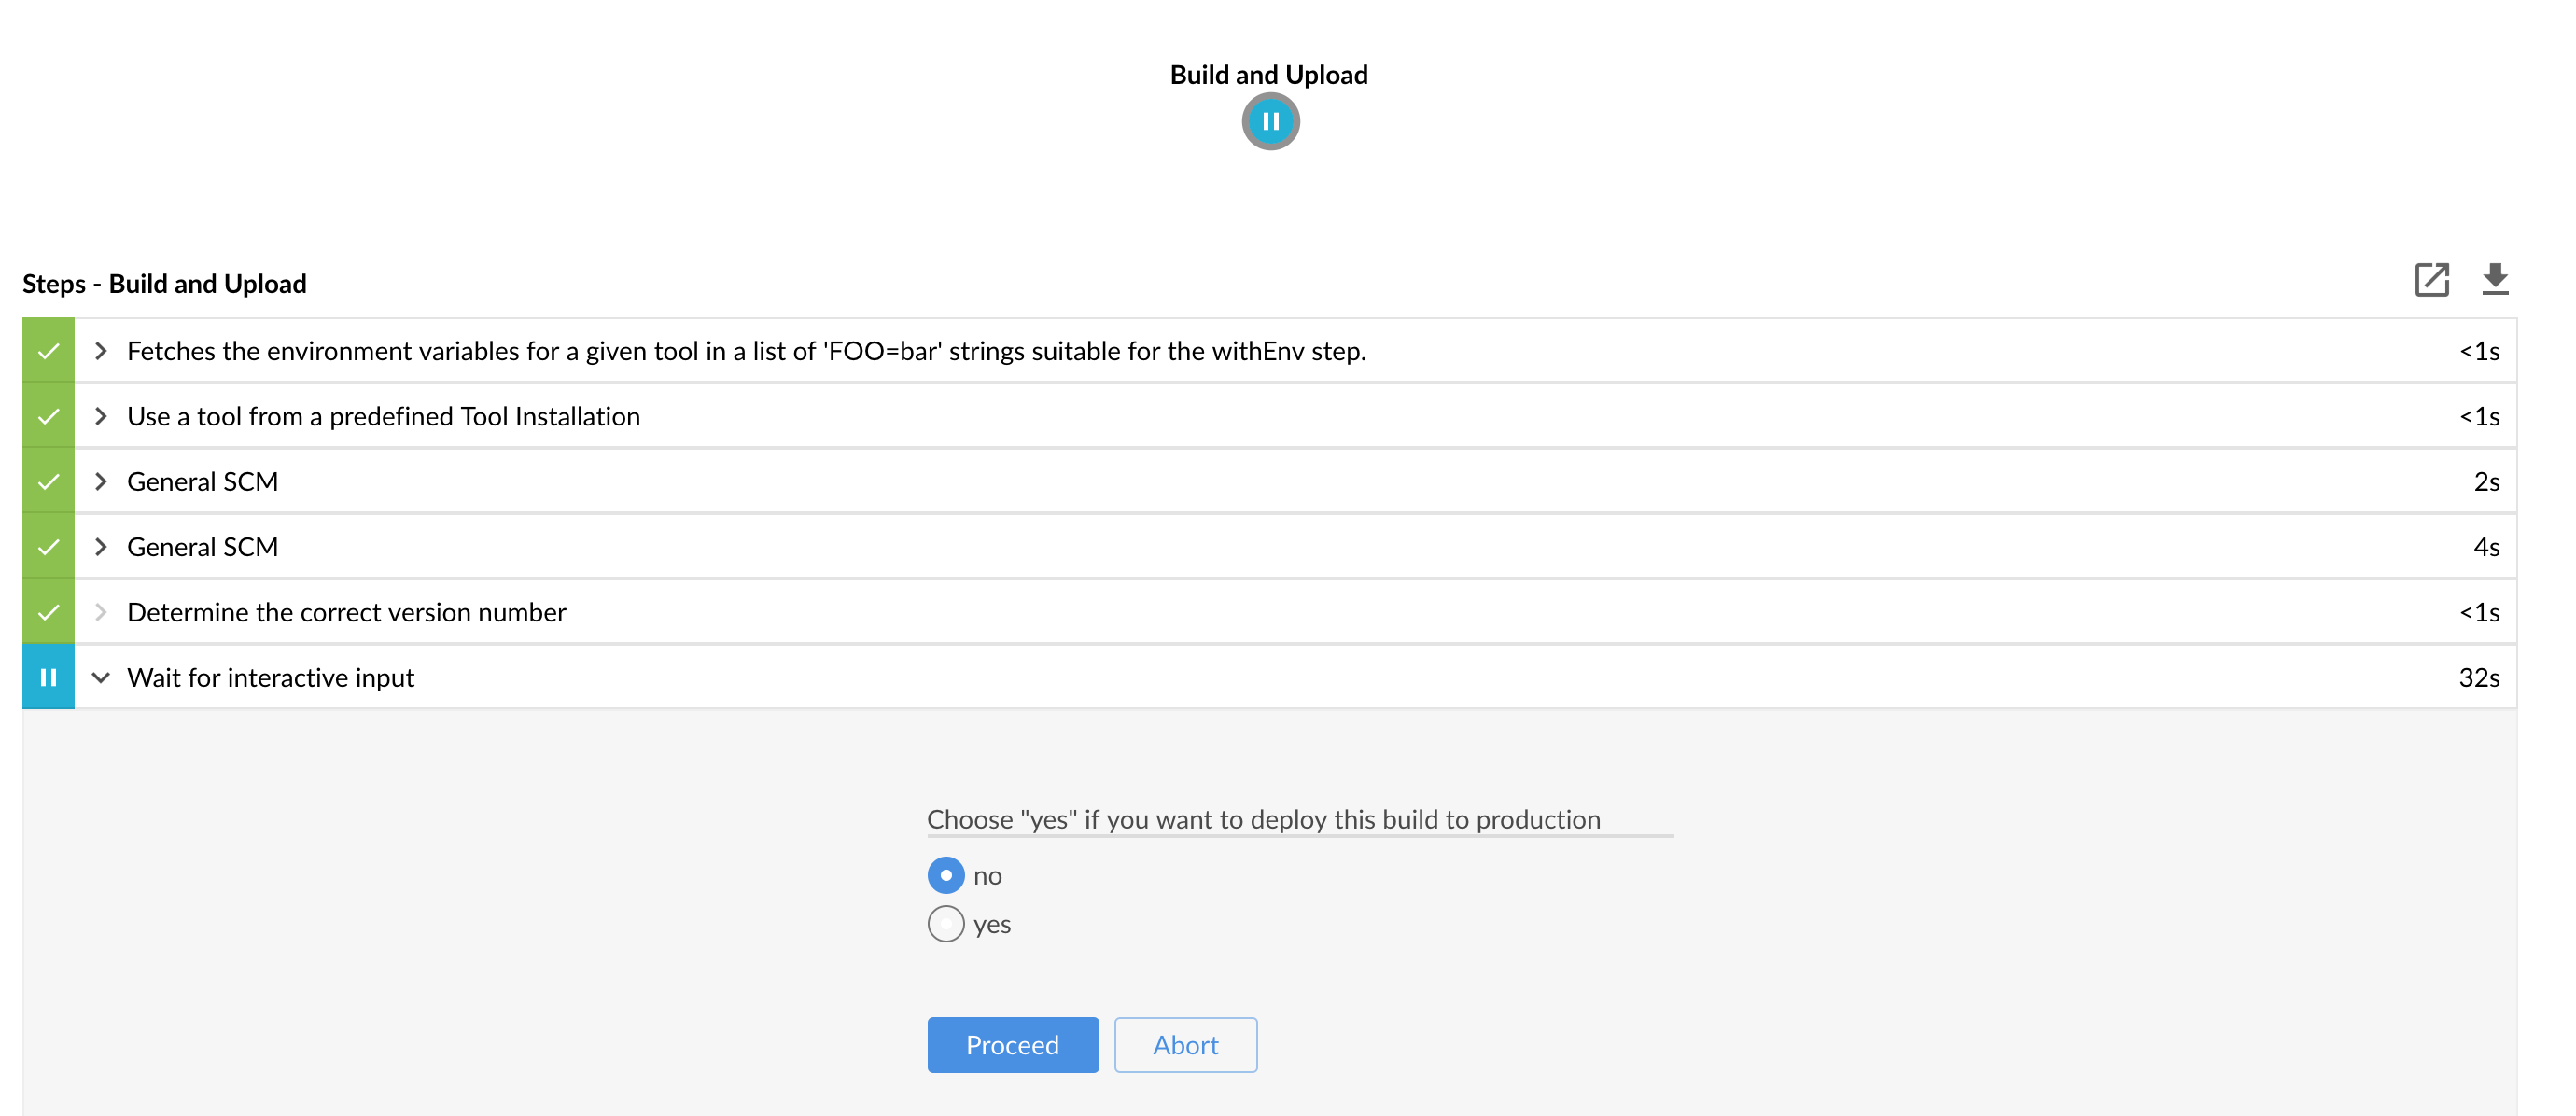 Build and Upload
Steps - Build and Upload
Fetches the environment variables for a given tool in a list of 'FOO=bar' strings suitable for the withEnv step. <1s
Use a tool from a predefined Tool Installation <1s
General SCM 2s
General SCM 4s
Determine the correct version number <1s
Wait for interactive input 32s
Choose "yes" if you want to deploy this build to production
no
yes
Proceed Abort